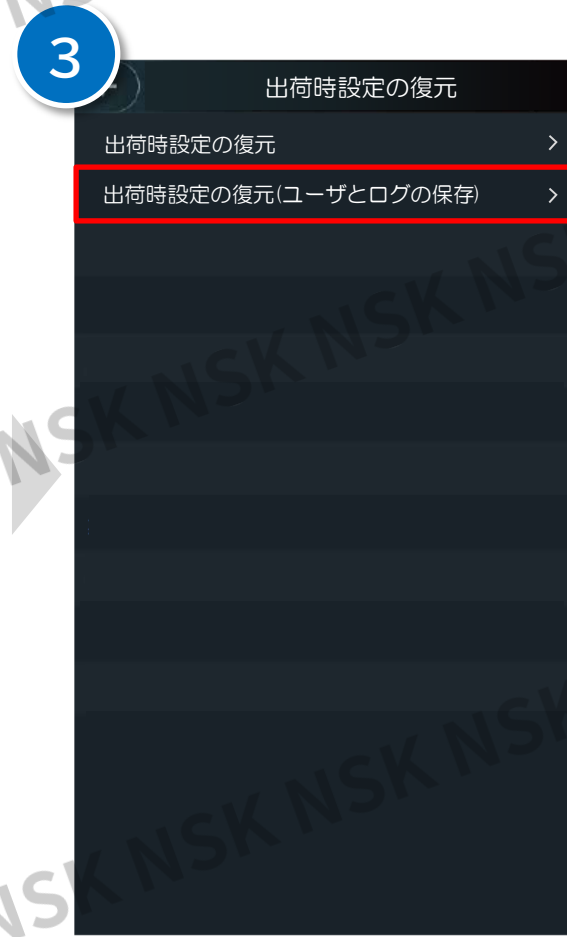 3
出荷時設定の復元
出荷時設定の復元 >
出荷時設定の復元(ユーザとログの保存) >
NSK NSK NS
NSK NSK NSK